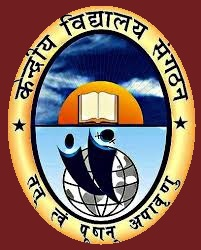 केन्द्रीय विद्यालय संगठन
तत् त्वं पूषन् अपावृणु